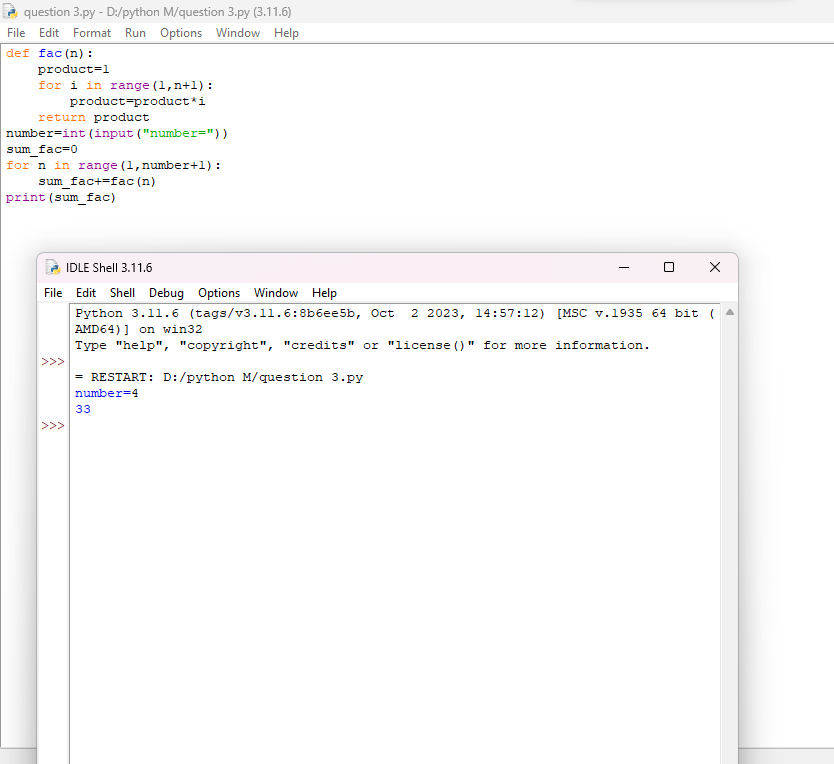 question 3.py - D:/python M/question 3.py (3.11.6)
File Edit Format Run Options Window Help
def fac(n):
    product=1
    for i in range(1,n+1):
        product=product*i
    return product
number=int(input("number="))
sum_fac=0
for n in range(1,number+1):
    sum_fac+=fac(n)
print(sum_fac)
IDLE Shell 3.11.6
File Edit Shell Debug Options Window Help
Python 3.11.6 (tags/v3.11.6:8b6ee5b, Oct  2 2023, 14:57:12) [MSC v.1935 64 bit (
AMD64)] on win32
Type "help", "copyright", "credits" or "license()" for more information.
>>>
= RESTART: D:/python M/question 3.py
number=4
33
>>>